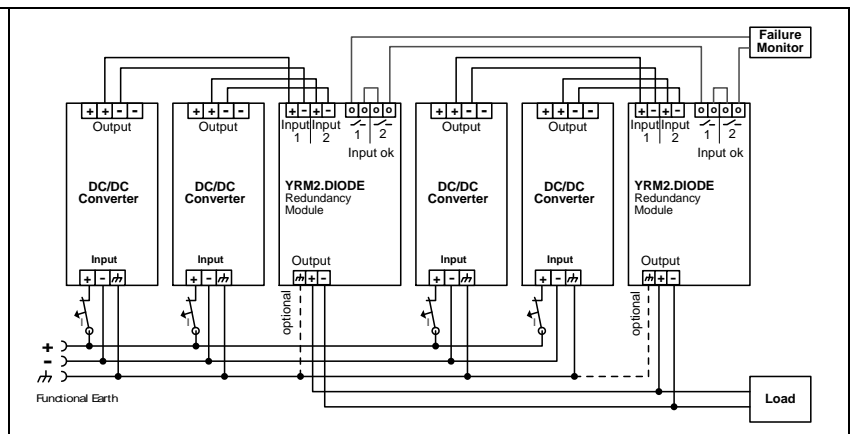 Failure
Monitor
+ + - -
+ + - -
+ - + -
+ + - -
+ + - -
+ - + -
Output
Output
Input Input
1 2
1 2
Input ok
Output
Output
Input Input
1 2
1 2
Input ok
DC/DC
Converter
DC/DC
Converter
YRM2.DIODE
Redundancy
Module
DC/DC
Converter
DC/DC
Converter
YRM2.DIODE
Redundancy
Module
Input
Input
Output
Input
Input
Output
+ -
+ -
+ -
+ -
+ -
+ -
I
I
I
I
optional
optional
+
-
Functional Earth
Load